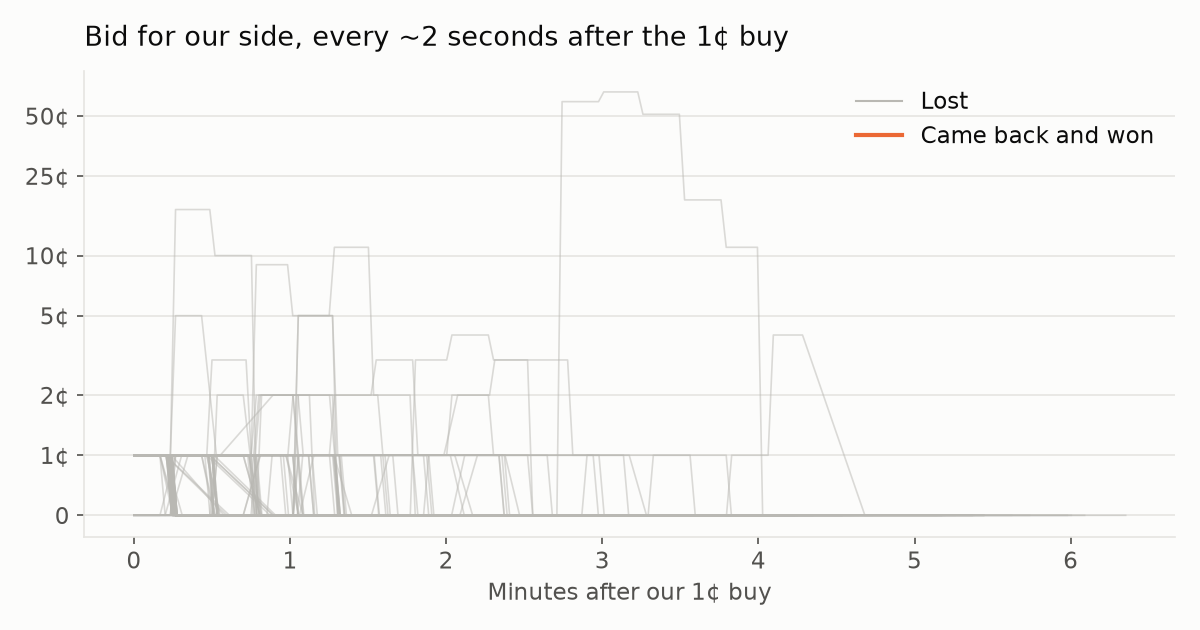 Bid for our side, every ~2 seconds after the 1¢ buy
Lost
Came back and won
50¢
25¢
10¢
5¢
2¢
1¢
0
0 1 2 3 4 5 6
Minutes after our 1¢ buy